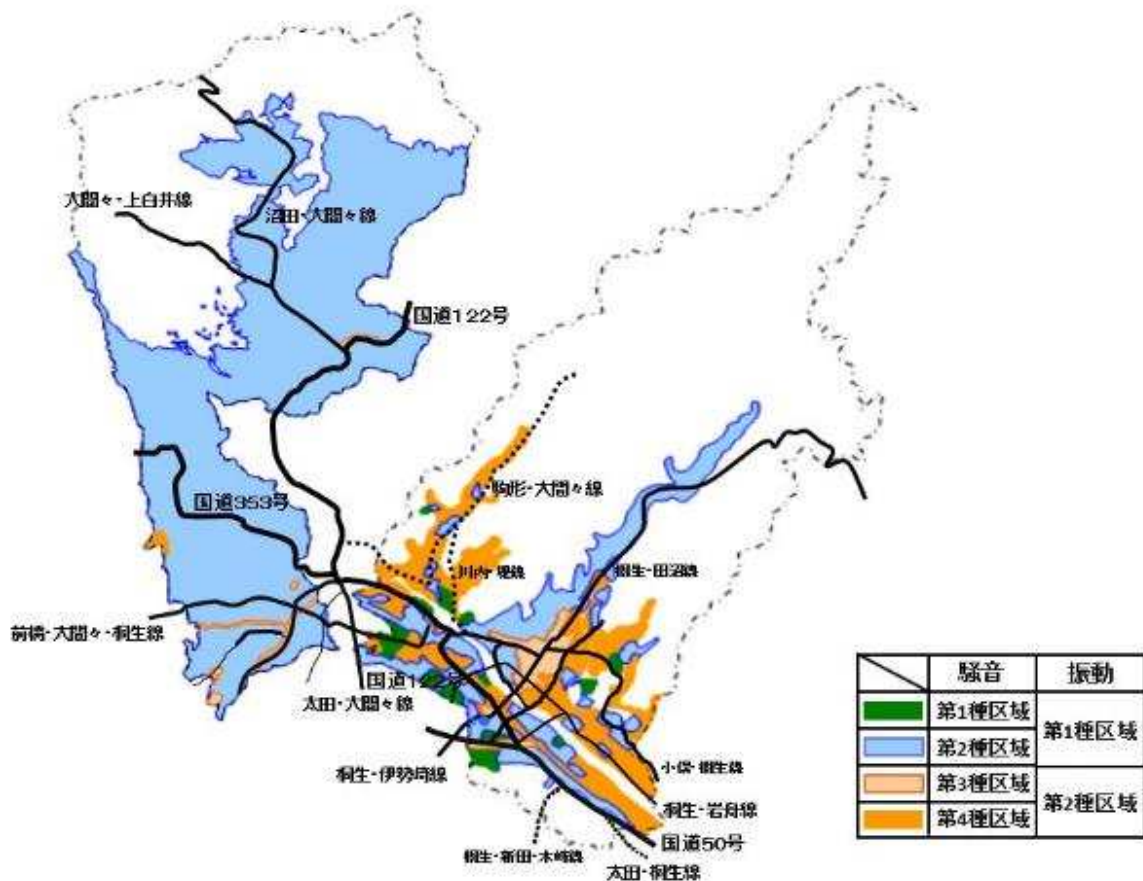 大間々・上白井線
沼田・大間々線
国道122号
国道353号
駒形・大間々線
川内・堤線
桐生・田沼線
前橋・大間々・桐生線
国道122号
太田・大間々線
桐生・伊勢崎線
小俣・桐生線
桐生・岩舟線
国道50号
桐生・新田・木崎線
太田・桐生線
騒音 振動
第1種区域 第1種区域
第2種区域
第3種区域 第2種区域
第4種区域